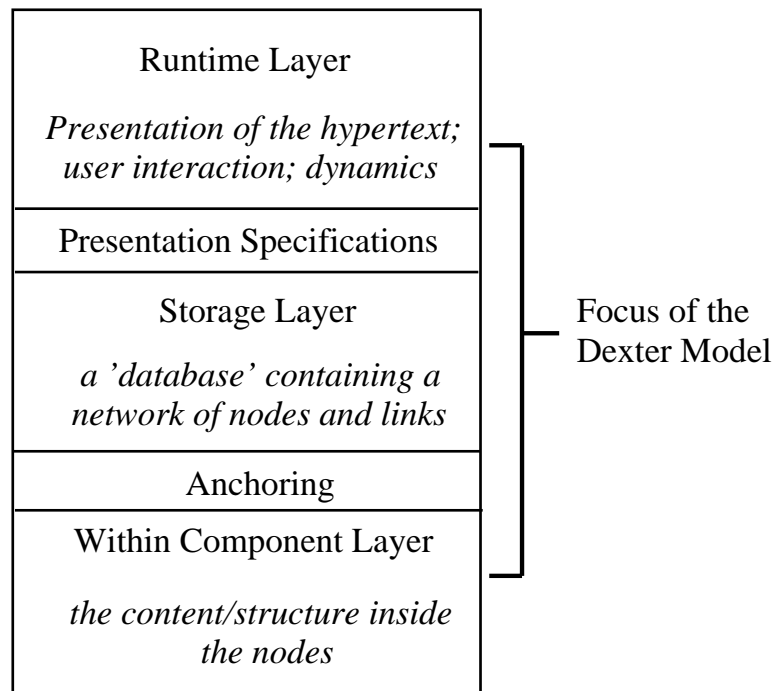 Runtime Layer
Presentation of the hypertext;
user interaction; dynamics
Presentation Specifications
Storage Layer
a ’database’ containing a
network of nodes and links
Anchoring
Within Component Layer
the content/structure inside
the nodes
Focus of the
Dexter Model